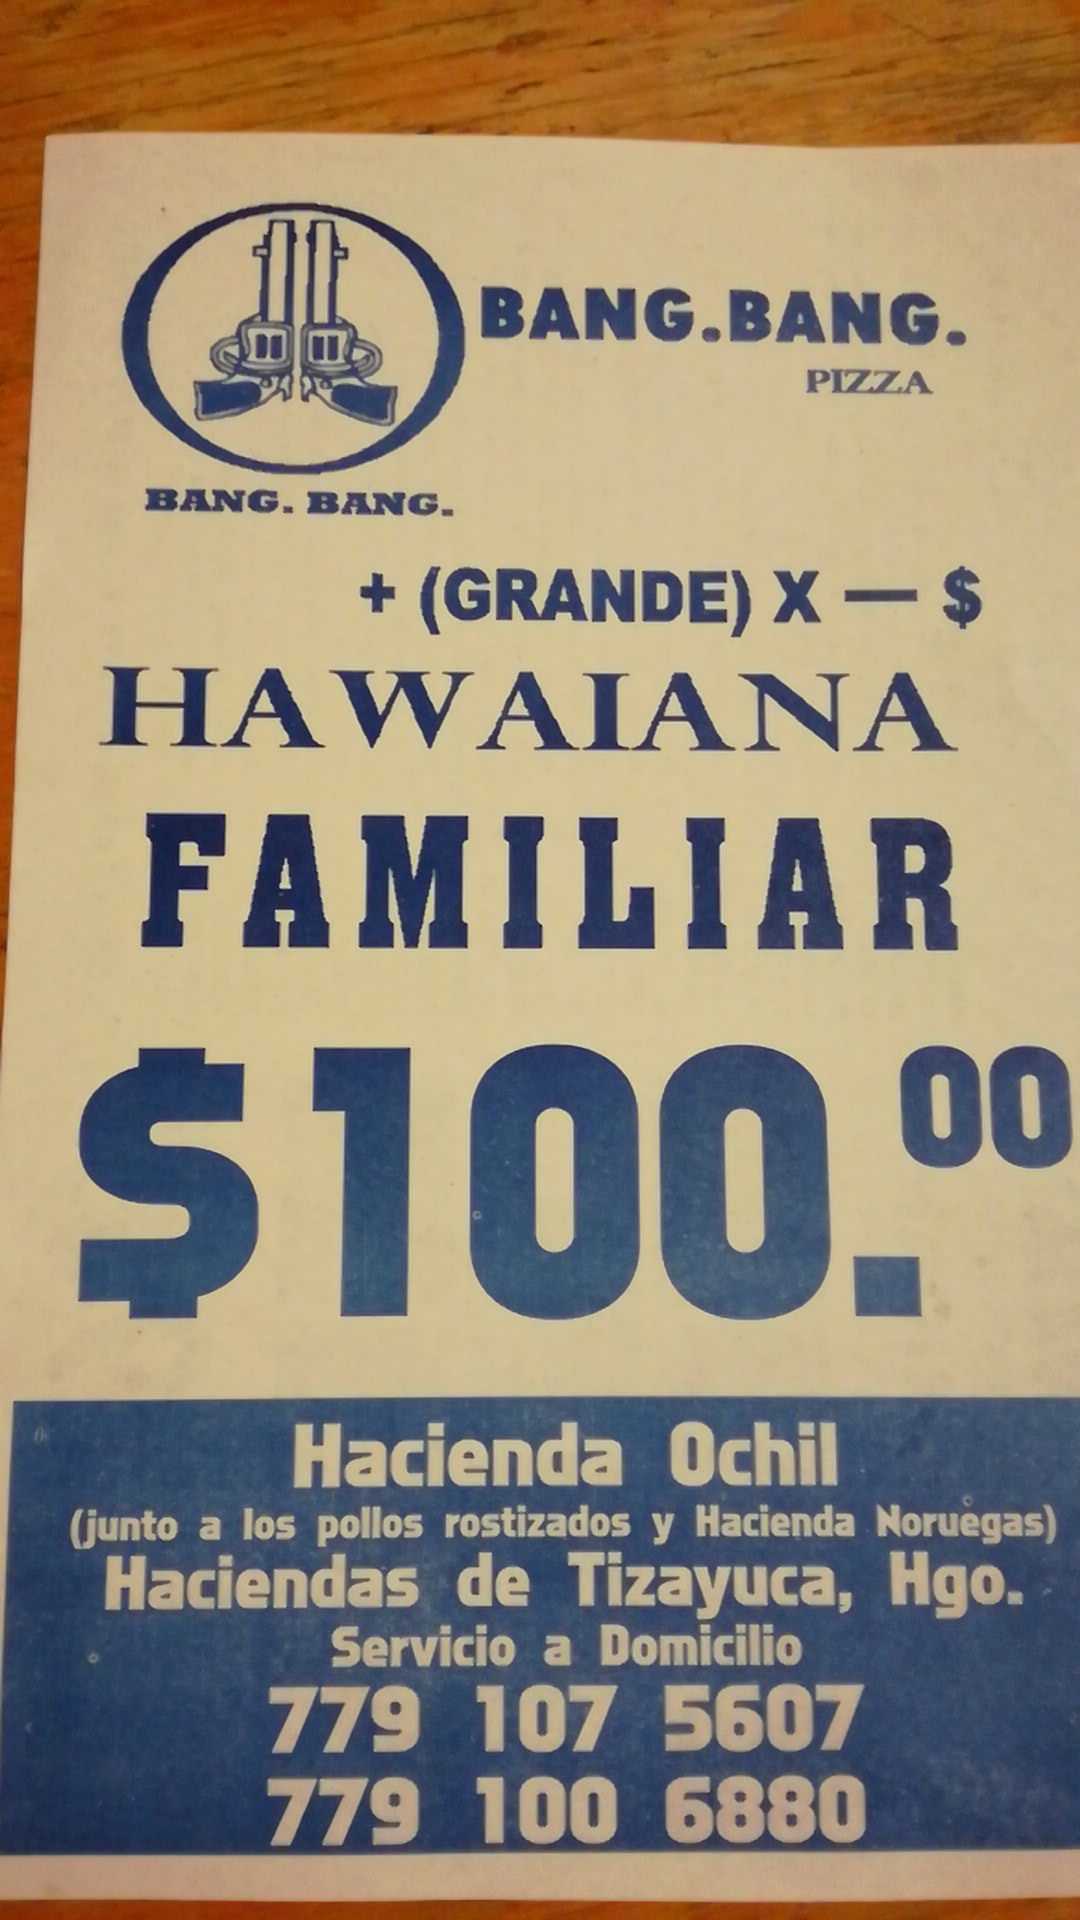 BANG.BANG.
PIZZA
BANG. BANG.
+ (GRANDE) X — $
HAWAIANA
FAMILIAR
$100.00
Hacienda Ochil
(junto a los pollos rostizados y Hacienda Noruegas)
Haciendas de Tizayuca, Hgo.
Servicio a Domicilio
779 107 5607
779 100 6880